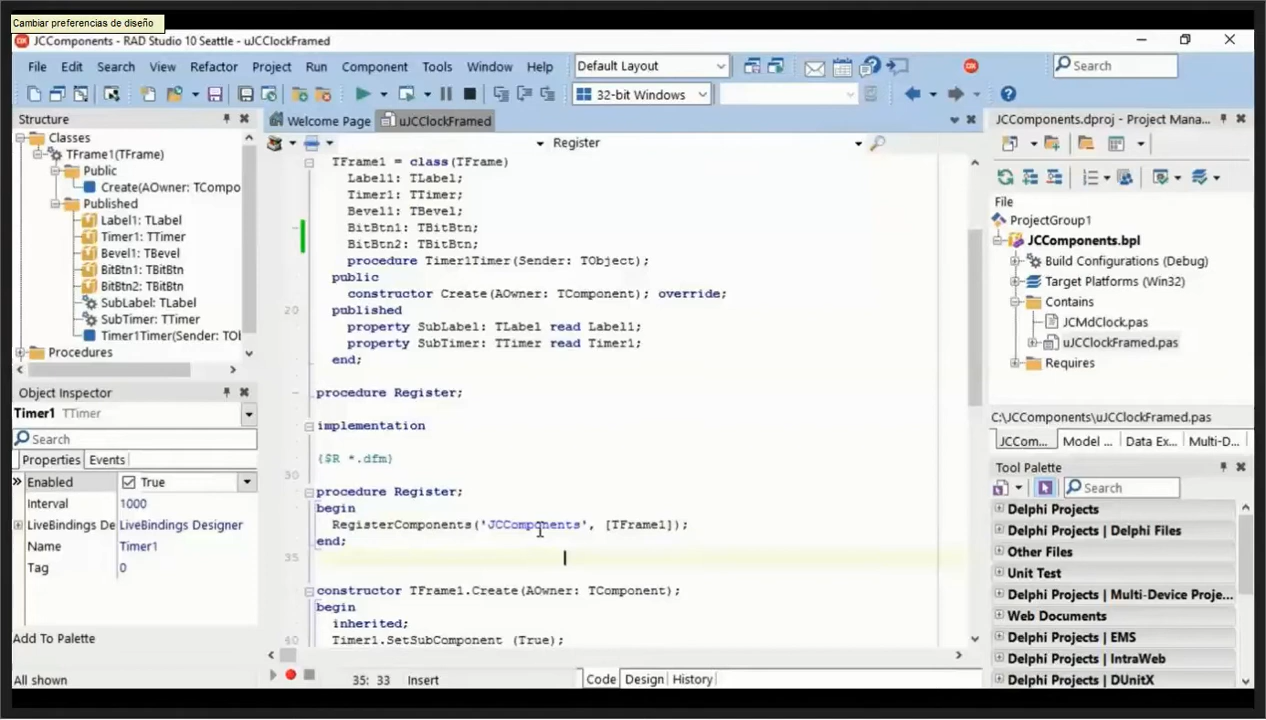 Cambiar preferencias de diseño
JCComponents - RAD Studio 10 Seattle - uJCClockFramed
File Edit Search View Refactor Project Run Component Tools Window Help
Default Layout
Search
32-bit Windows
Structure
Classes
TFrame1(TFrame)
Public
Create(AOwner: TCompo
Published
Label1: TLabel
Timer1: TTimer
Bevel1: TBevel
BitBtn1: TBitBtn
BitBtn2: TBitBtn
SubLabel: TLabel
SubTimer: TTimer
Timer1Timer(Sender: TOb
Procedures
Object Inspector
Timer1 TTimer
Search
Properties Events
Enabled True
Interval 1000
LiveBindings De LiveBindings Designer
Name Timer1
Tag 0
Add To Palette
All shown
Welcome Page uJCClockFramed
Register
TFrame1 = class(TFrame)
Label1: TLabel;
Timer1: TTimer;
Bevel1: TBevel;
BitBtn1: TBitBtn;
BitBtn2: TBitBtn;
procedure Timer1Timer(Sender: TObject);
public
constructor Create(AOwner: TComponent); override;
20 published
property SubLabel: TLabel read Label1;
property SubTimer: TTimer read Timer1;
end;
procedure Register;
implementation
{$R *.dfm}
30
procedure Register;
begin
RegisterComponents('JCComponents', [TFrame1]);
end;
35
constructor TFrame1.Create(AOwner: TComponent);
begin
inherited;
40 Timer1.SetSubComponent (True);
35: 33 Insert
Code Design History
JCComponents.dproj - Project Mana...
File
ProjectGroup1
JCComponents.bpl
Build Configurations (Debug)
Target Platforms (Win32)
Contains
JCMdClock.pas
uJCClockFramed.pas
Requires
C:\JCComponents\uJCClockFramed.pas
JCCom... Model ... Data Ex... Multi-D...
Tool Palette
Search
Delphi Projects
Delphi Projects | Delphi Files
Other Files
Unit Test
Delphi Projects | Multi-Device Proje...
Web Documents
Delphi Projects | EMS
Delphi Projects | IntraWeb
Delphi Projects | DUnitX